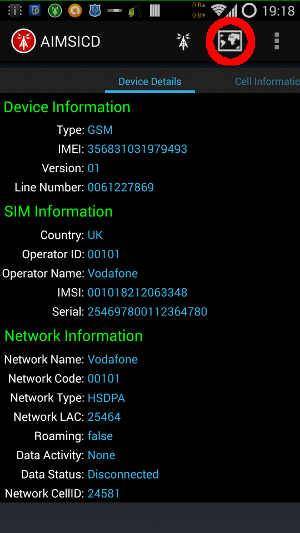 19:18
AIMSICD
Device Details
Cell Informatio
Device Information
Type: GSM
IMEI: 356831031979493
Version: 01
Line Number: 0061227869
SIM Information
Country: UK
Operator ID: 00101
Operator Name: Vodafone
IMSI: 001018212063348
Serial: 254697800112364780
Network Information
Network Name: Vodafone
Network Code: 00101
Network Type: HSDPA
Network LAC: 25464
Roaming: false
Data Activity: None
Data Status: Disconnected
Network CellID: 24581